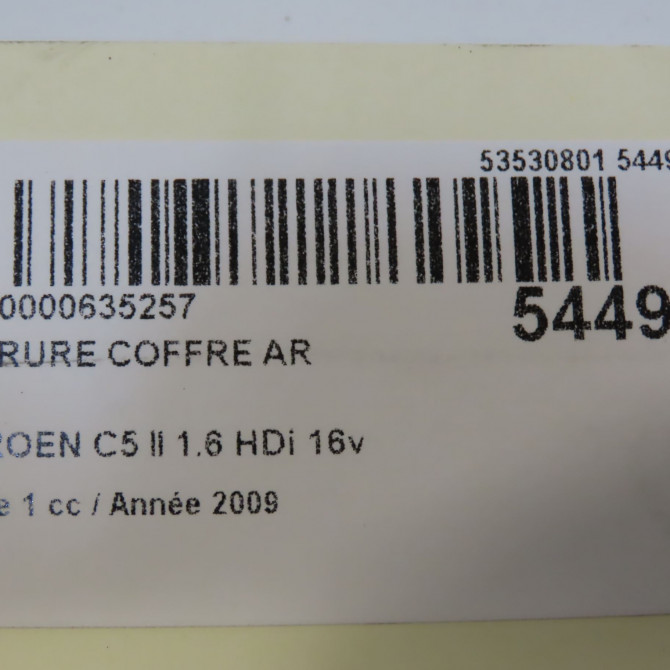 53530801 5449
0000635257
5449
RURE COFFRE AR
ROEN C5 II 1.6 HDi 16v
e 1 cc / Année 2009